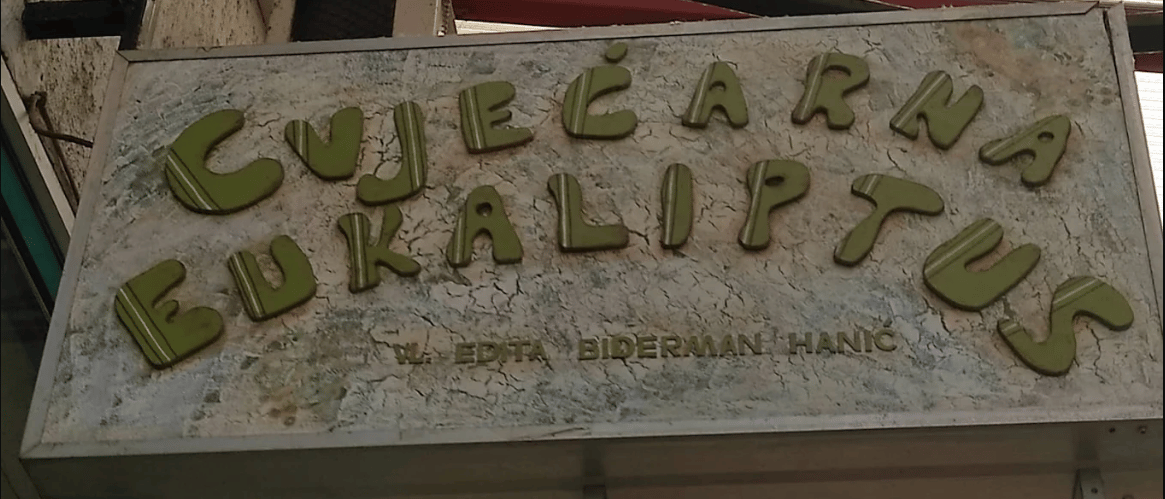 CVJEĆARNA
EUKALIPTUS
VL. EDITA BIDERMAN HANIĆ